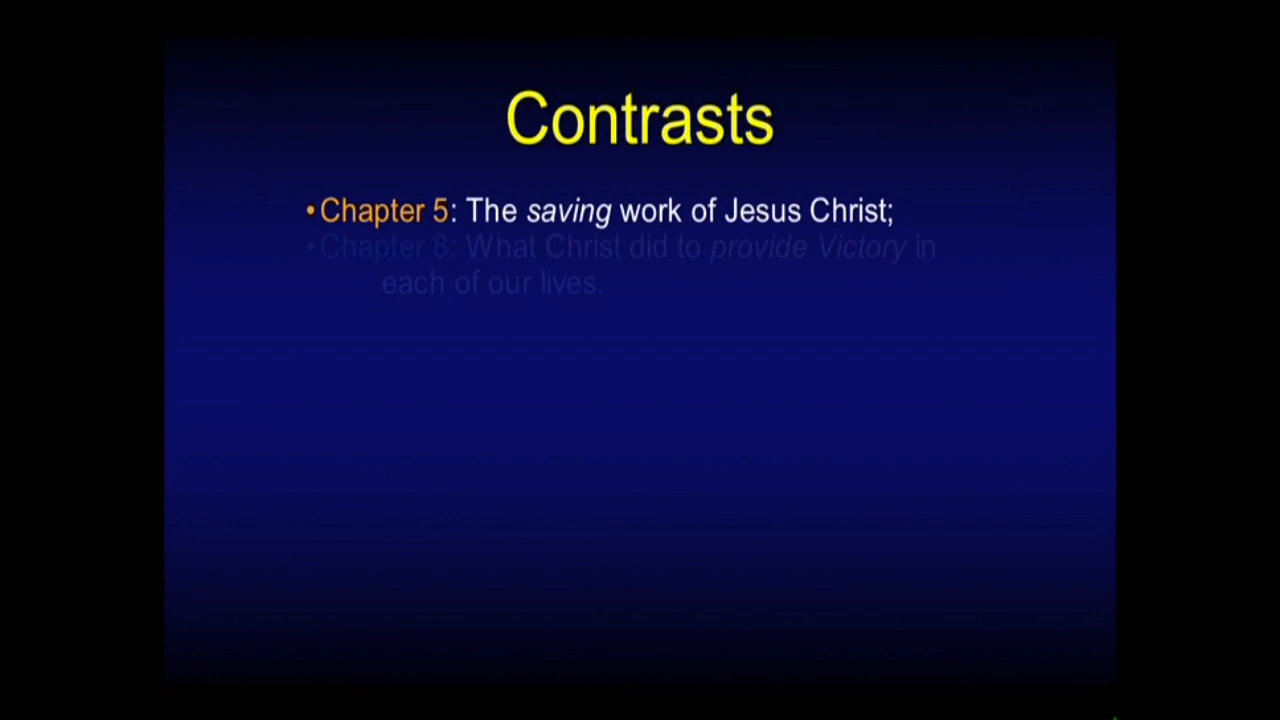 Contrasts
•Chapter 5: The saving work of Jesus Christ;
•Chapter 8: What Christ did to provide Victory in
each of our lives.